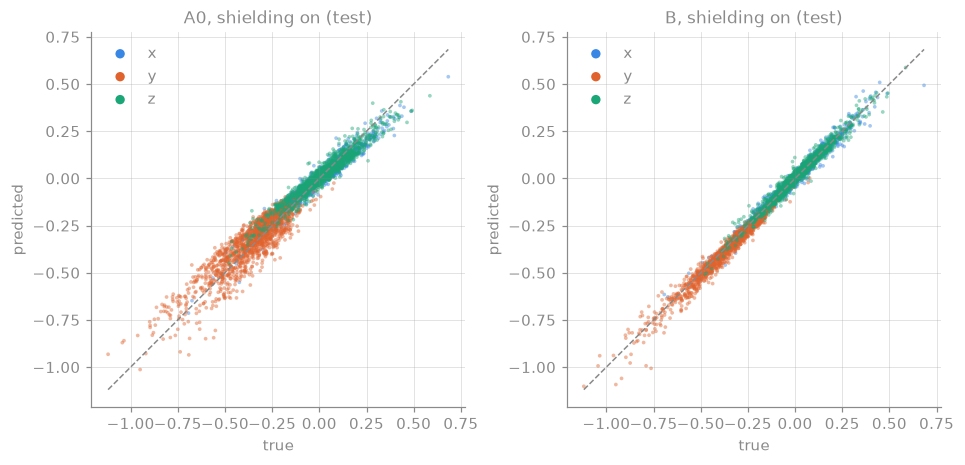 A0, shielding on (test)
0.75
0.50
0.25
0.00
−0.25
−0.50
−0.75
−1.00
predicted
x
y
z
−1.00 −0.75 −0.50 −0.25 0.00 0.25 0.50 0.75
true
B, shielding on (test)
0.75
0.50
0.25
0.00
−0.25
−0.50
−0.75
−1.00
predicted
x
y
z
−1.00 −0.75 −0.50 −0.25 0.00 0.25 0.50 0.75
true